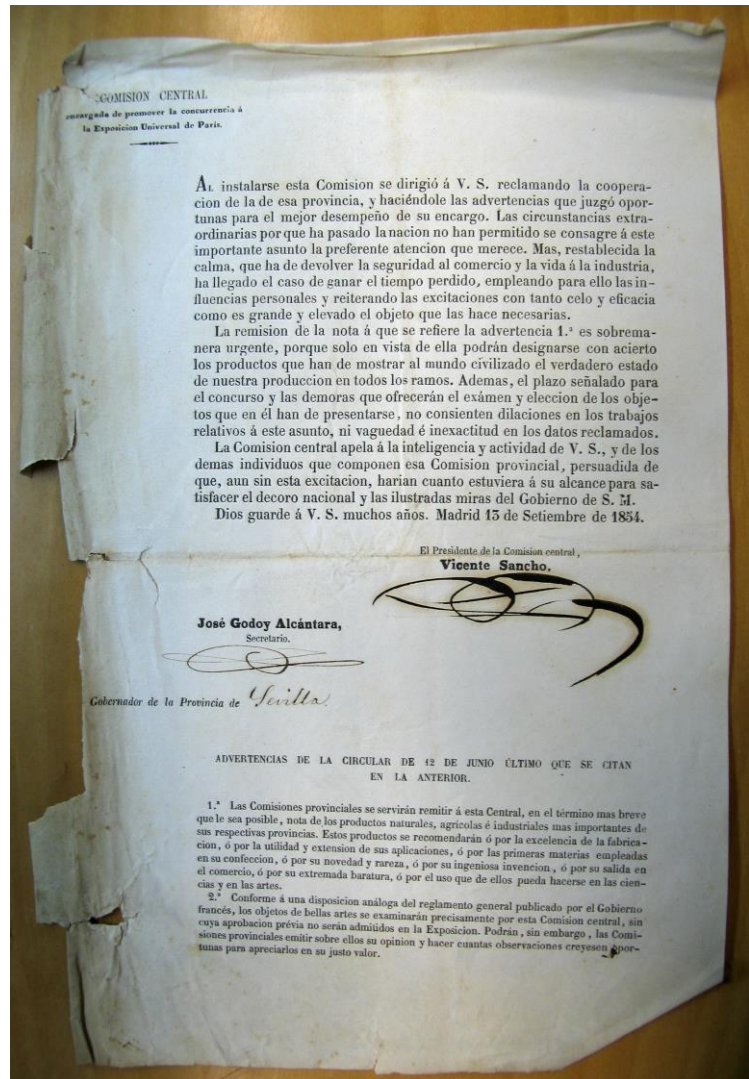 COMISION CENTRAL
encargada de promover la concurrencia á
la Exposicion Universal de Paris.
AL instalarse esta Comision se dirigió á V. S. reclamando la coopera-
cion de la de esa provincia, y haciéndole las advertencias que juzgó opor-
tunas para el mejor desempeño de su encargo. Las circunstancias extra-
ordinarias por que ha pasado la nacion no han permitido se consagre á este
importante asunto la preferente atencion que merece. Mas, restablecida la
calma, que ha de devolver la seguridad al comercio y la vida á la industria,
ha llegado el caso de ganar el tiempo perdido, empleando para ello las in-
fluencias personales y reiterando las excitaciones con tanto celo y eficacia
como es grande y elevado el objeto que las hace necesarias.
La remision de la nota á que se refiere la advertencia 1.ª es sobrema-
nera urgente, porque solo en vista de ella podrán designarse con acierto
los productos que han de mostrar al mundo civilizado el verdadero estado
de nuestra produccion en todos los ramos. Ademas, el plazo señalado para
el concurso y las demoras que ofrecerán el exámen y eleccion de los obje-
tos que en él han de presentarse, no consienten dilaciones en los trabajos
relativos á este asunto, ni vaguedad é inexactitud en los datos reclamados.
La Comision central apela á la inteligencia y actividad de V. S., y de los
demas individuos que componen esa Comision provincial, persuadida de
que, aun sin esta excitacion, harian cuanto estuviera á su alcance para sa-
tisfacer el decoro nacional y las ilustradas miras del Gobierno de S. M.
Dios guarde á V. S. muchos años. Madrid 13 de Setiembre de 1854.
El Presidente de la Comision central,
Vicente Sancho.
José Godoy Alcántara,
Secretario.
Gobernador de la Provincia de Sevilla.
ADVERTENCIAS DE LA CIRCULAR DE 12 DE JUNIO ÚLTIMO QUE SE CITAN
EN LA ANTERIOR.
1.ª Las Comisiones provinciales se servirán remitir á esta Central, en el término mas breve
que le sea posible, nota de los productos naturales, agrícolas é industriales mas importantes de
sus respectivas provincias. Estos productos se recomendarán ó por la excelencia de la fabrica-
cion, ó por la utilidad y extension de sus aplicaciones, ó por las primeras materias empleadas
en su confeccion, ó por su novedad y rareza, ó por su ingeniosa invencion, ó por su salida en
el comercio, ó por su extremada baratura, ó por el uso que de ellos pueda hacerse en las cien-
cias y en las artes.
2.ª Conforme á una disposicion análoga del reglamento general publicado por el Gobierno
francés, los objetos de bellas artes se examinarán precisamente por esta Comision central, sin
cuya aprobacion prévia no serán admitidos en la Exposicion. Podrán, sin embargo, las Comi-
siones provinciales emitir sobre ellos su opinion y hacer cuantas observaciones creyesen opor-
tunas para apreciarlos en su justo valor.